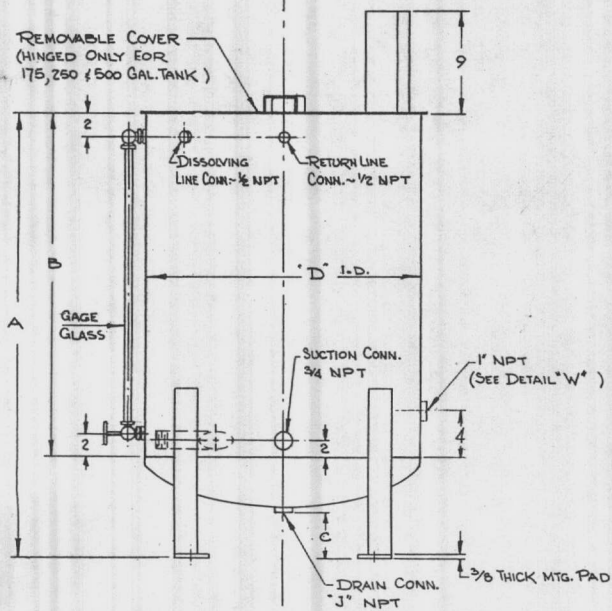 REMOVABLE COVER
(HINGED ONLY FOR
175, 250 & 500 GAL. TANK)
9
2
DISSOLVING
LINE CONN.~ 1/2 NPT
RETURN LINE
CONN.~ 1/2 NPT
"D" I.D.
B
A
GAGE
GLASS
SUCTION CONN.
3/4 NPT
1" NPT
(SEE DETAIL "W")
4
2
2
C
3/8 THICK MTG. PAD
DRAIN CONN.
"J" NPT